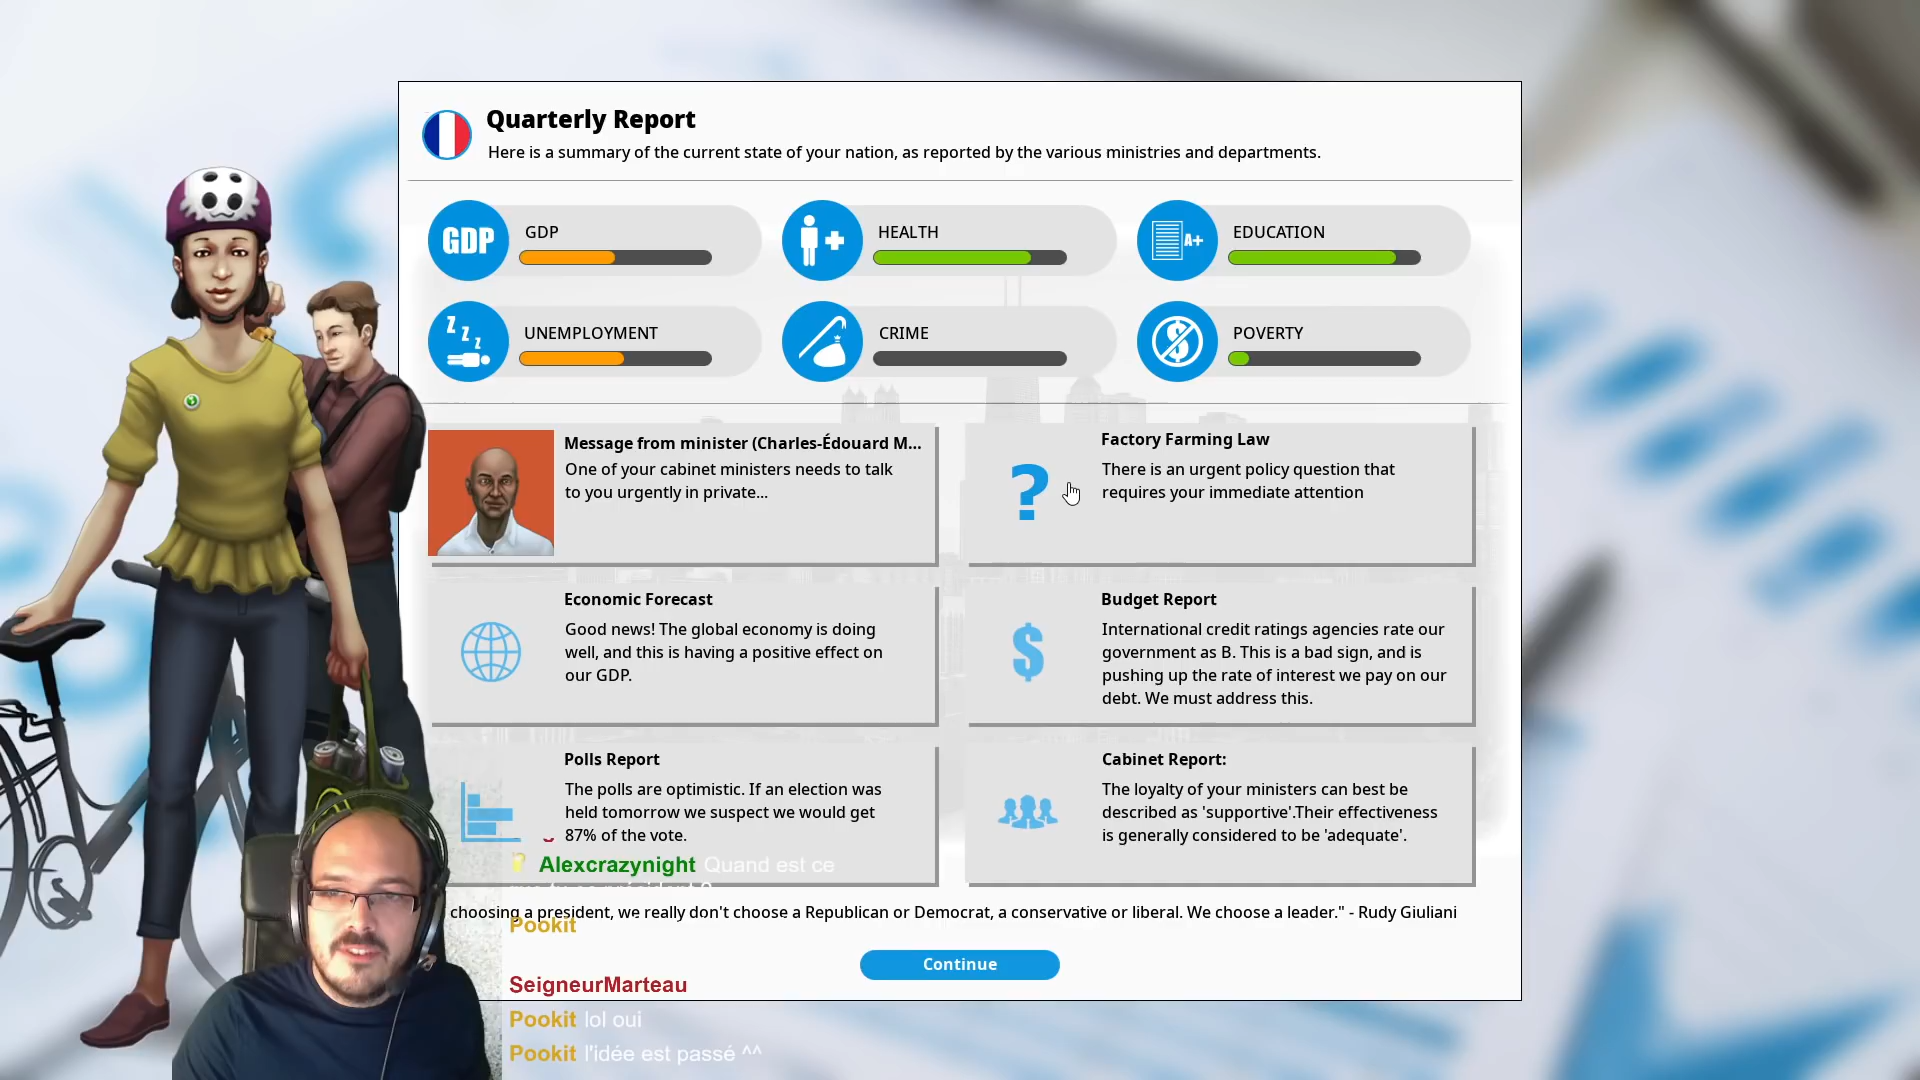 Quarterly Report
Here is a summary of the current state of your nation, as reported by the various ministries and departments.
GDP
GDP
HEALTH
A+
EDUCATION
Z
Z
Z
UNEMPLOYMENT
CRIME
$
POVERTY
Message from minister (Charles-Édouard M...
One of your cabinet ministers needs to talk
to you urgently in private...
?
Factory Farming Law
There is an urgent policy question that
requires your immediate attention
Economic Forecast
Good news! The global economy is doing
well, and this is having a positive effect on
our GDP.
$
Budget Report
International credit ratings agencies rate our
government as B. This is a bad sign, and is
pushing up the rate of interest we pay on our
debt. We must address this.
Polls Report
The polls are optimistic. If an election was
held tomorrow we suspect we would get
87% of the vote.
Cabinet Report:
The loyalty of your ministers can best be
described as 'supportive'.Their effectiveness
is generally considered to be 'adequate'.
Alexcrazynight Quand est ce
choosing a president, we really don't choose a Republican or Democrat, a conservative or liberal. We choose a leader." - Rudy Giuliani
Pookit
Continue
SeigneurMarteau
Pookit lol oui
Pookit l'idée est passé ^^